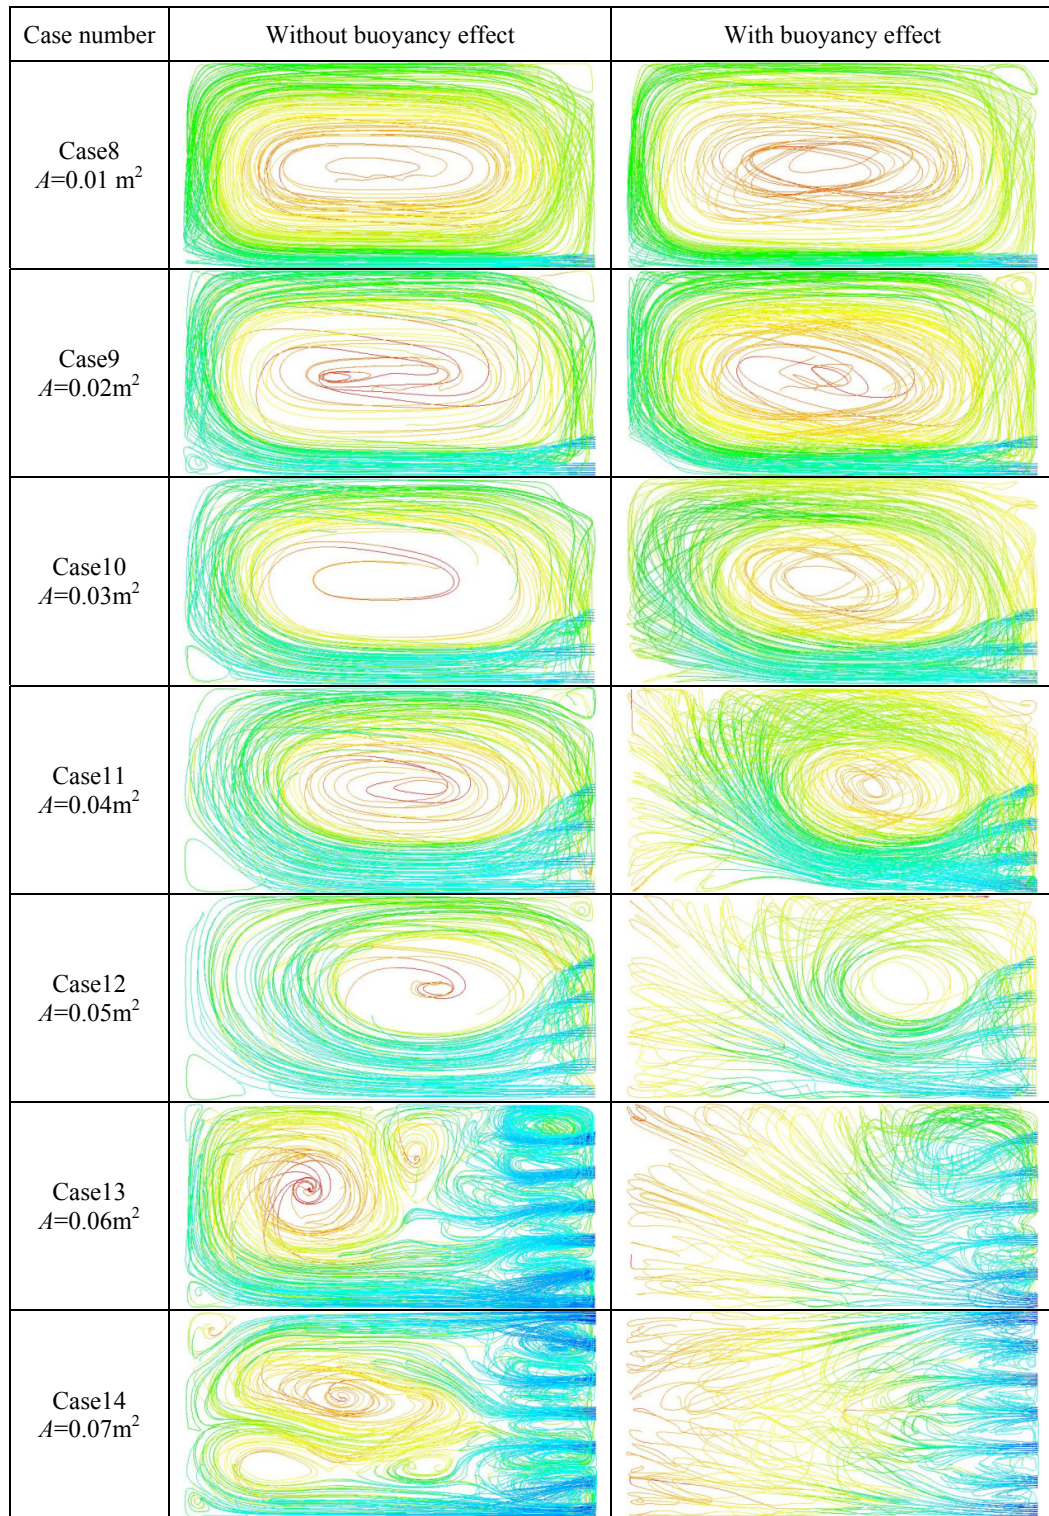 Case number Without buoyancy effect With buoyancy effect
Case8
A=0.01 m²
Case9
A=0.02m²
Case10
A=0.03m²
Case11
A=0.04m²
Case12
A=0.05m²
Case13
A=0.06m²
Case14
A=0.07m²